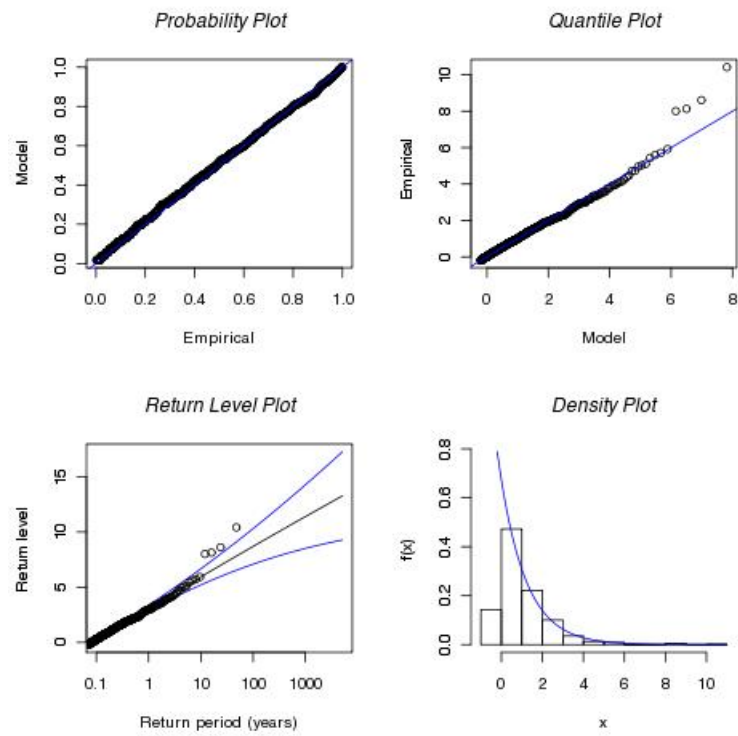 Probability Plot
Model
0.0 0.2 0.4 0.6 0.8 1.0
0.0 0.2 0.4 0.6 0.8 1.0
Empirical
Quantile Plot
Empirical
0 2 4 6 8 10
0 2 4 6 8
Model
Return Level Plot
Return level
0 5 10 15
0.1 1 10 100 1000
Return period (years)
Density Plot
f(x)
0.0 0.2 0.4 0.6 0.8
0 2 4 6 8 10
x